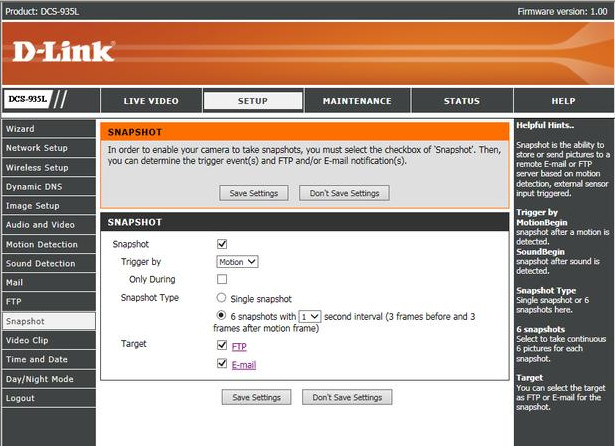 Product: DCS-935L
Firmware version: 1.00
D-Link
DCS-935L
LIVE VIDEO
SETUP
MAINTENANCE
STATUS
HELP
Wizard
Network Setup
Wireless Setup
Dynamic DNS
Image Setup
Audio and Video
Motion Detection
Sound Detection
Mail
FTP
Snapshot
Video Clip
Time and Date
Day/Night Mode
Logout
SNAPSHOT
In order to enable your camera to take snapshots, you must select the checkbox of 'Snapshot'. Then,
you can determine the trigger event(s) and FTP and/or E-mail notification(s).
Save Settings
Don't Save Settings
SNAPSHOT
Snapshot
Trigger by
Motion
Only During
Snapshot Type
Single snapshot
6 snapshots with 1 second interval (3 frames before and 3
frames after motion frame)
Target
FTP
E-mail
Save Settings
Don't Save Settings
Helpful Hints..
Snapshot is the ability to
store or send pictures to a
remote E-mail or FTP
server based on motion
detection, external sensor
input triggered.
Trigger by
MotionBegin
snapshot after a motion is
detected.
SoundBegin
snapshot after sound is
detected.
Snapshot Type
Single snapshot or 6
snapshots here.
6 snapshots
Select to take continuous
6 pictures for each
snapshot.
Target
You can select the target
as FTP or E-mail for the
snapshot.